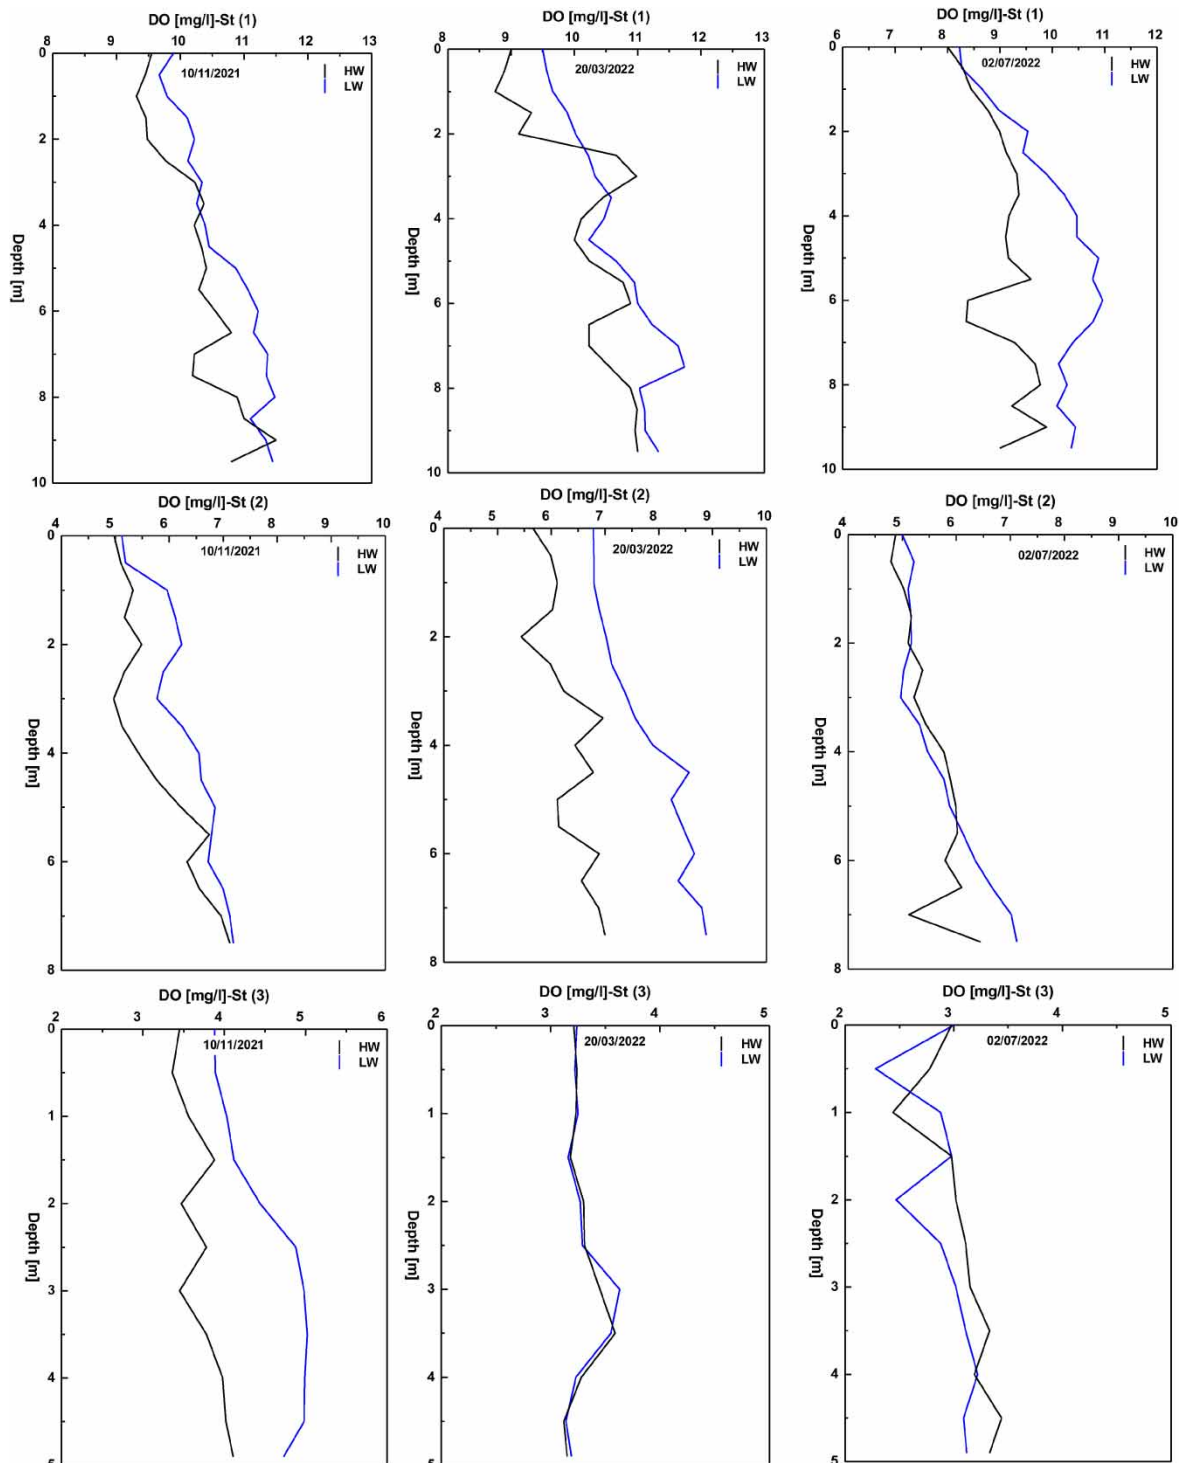 DO [mg/l]-St (1)
8 9 10 11 12 13
10/11/2021
HW
LW
0
2
4
6
8
10
Depth [m]
DO [mg/l]-St (1)
8 9 10 11 12 13
20/03/2022
HW
LW
0
2
4
6
8
10
Depth [m]
DO [mg/l]-St (1)
6 7 8 9 10 11 12
02/07/2022
HW
LW
0
2
4
6
8
10
Depth [m]
DO [mg/l]-St (2)
4 5 6 7 8 9 10
10/11/2021
HW
LW
0
2
4
6
8
Depth [m]
DO [mg/l]-St (2)
4 5 6 7 8 9 10
20/03/2022
HW
LW
0
2
4
6
8
Depth [m]
DO [mg/l]-St (2)
4 5 6 7 8 9 10
02/07/2022
HW
LW
0
2
4
6
8
Depth [m]
DO [mg/l]-St (3)
2 3 4 5 6
10/11/2021
HW
LW
0
1
2
3
4
5
Depth [m]
DO [mg/l]-St (3)
2 3 4 5
20/03/2022
HW
LW
0
1
2
3
4
5
Depth [m]
DO [mg/l]-St (3)
2 3 4 5
02/07/2022
HW
LW
0
1
2
3
4
5
Depth [m]